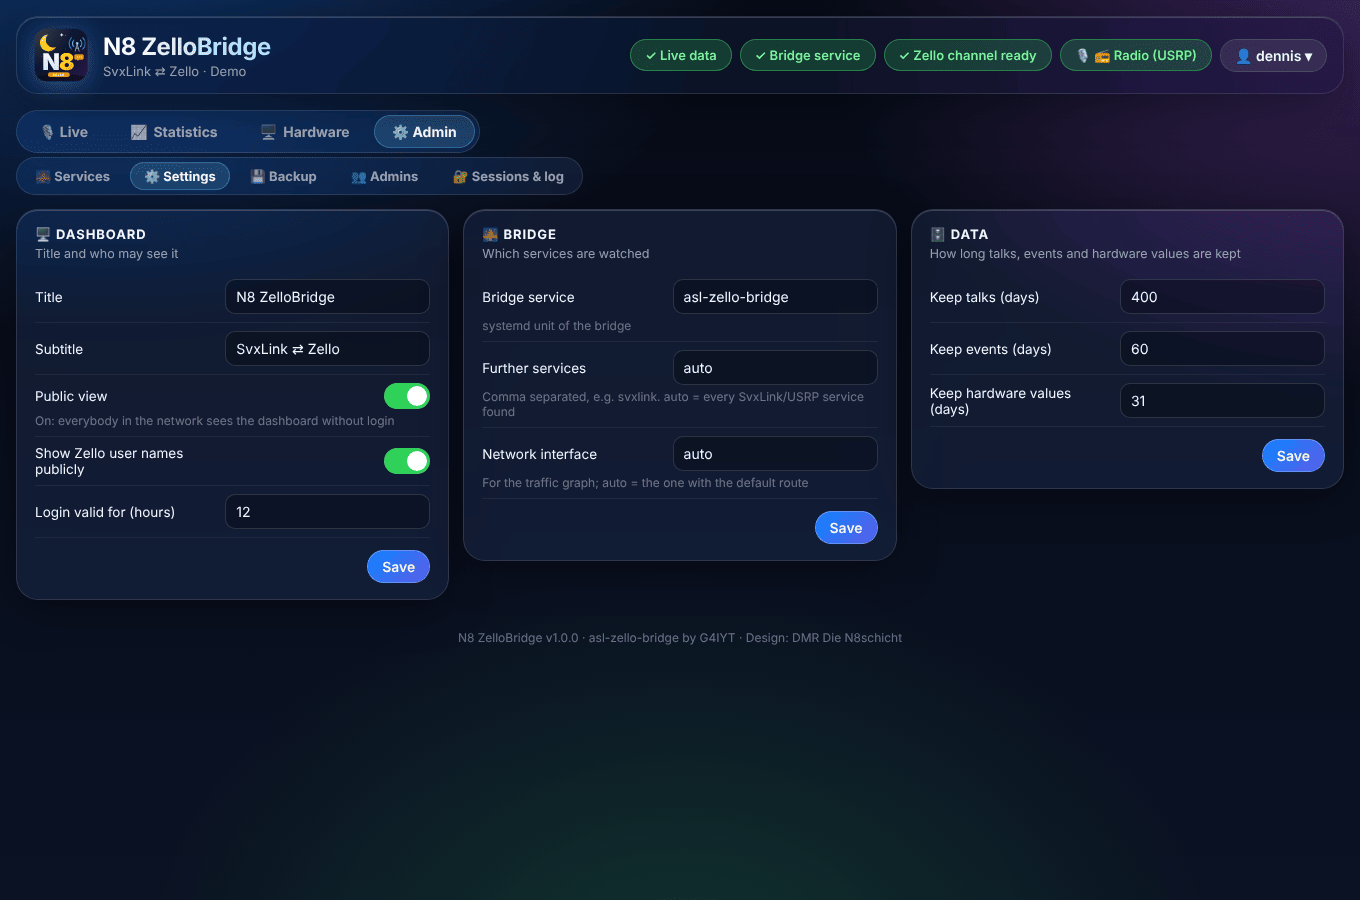 N8 ZelloBridge
SvxLink ⇄ Zello · Demo
✓ Live data
✓ Bridge service
✓ Zello channel ready
🎙️ 📻 Radio (USRP)
👤 dennis ▾
N8
🎙️ Live
📈 Statistics
🖥️ Hardware
⚙️ Admin
🌉 Services
⚙️ Settings
💾 Backup
👥 Admins
🔐 Sessions & log
🖥️ DASHBOARD
Title and who may see it
Title
N8 ZelloBridge
Subtitle
SvxLink ⇄ Zello
Public view
On: everybody in the network sees the dashboard without login
Show Zello user names
publicly
Login valid for (hours)
12
Save
🌉 BRIDGE
Which services are watched
Bridge service
asl-zello-bridge
systemd unit of the bridge
Further services
auto
Comma separated, e.g. svxlink. auto = every SvxLink/USRP service
found
Network interface
auto
For the traffic graph; auto = the one with the default route
Save
🗄️ DATA
How long talks, events and hardware values are kept
Keep talks (days)
400
Keep events (days)
60
Keep hardware values
(days)
31
Save
N8 ZelloBridge v1.0.0 · asl-zello-bridge by G4IYT · Design: DMR Die N8schicht